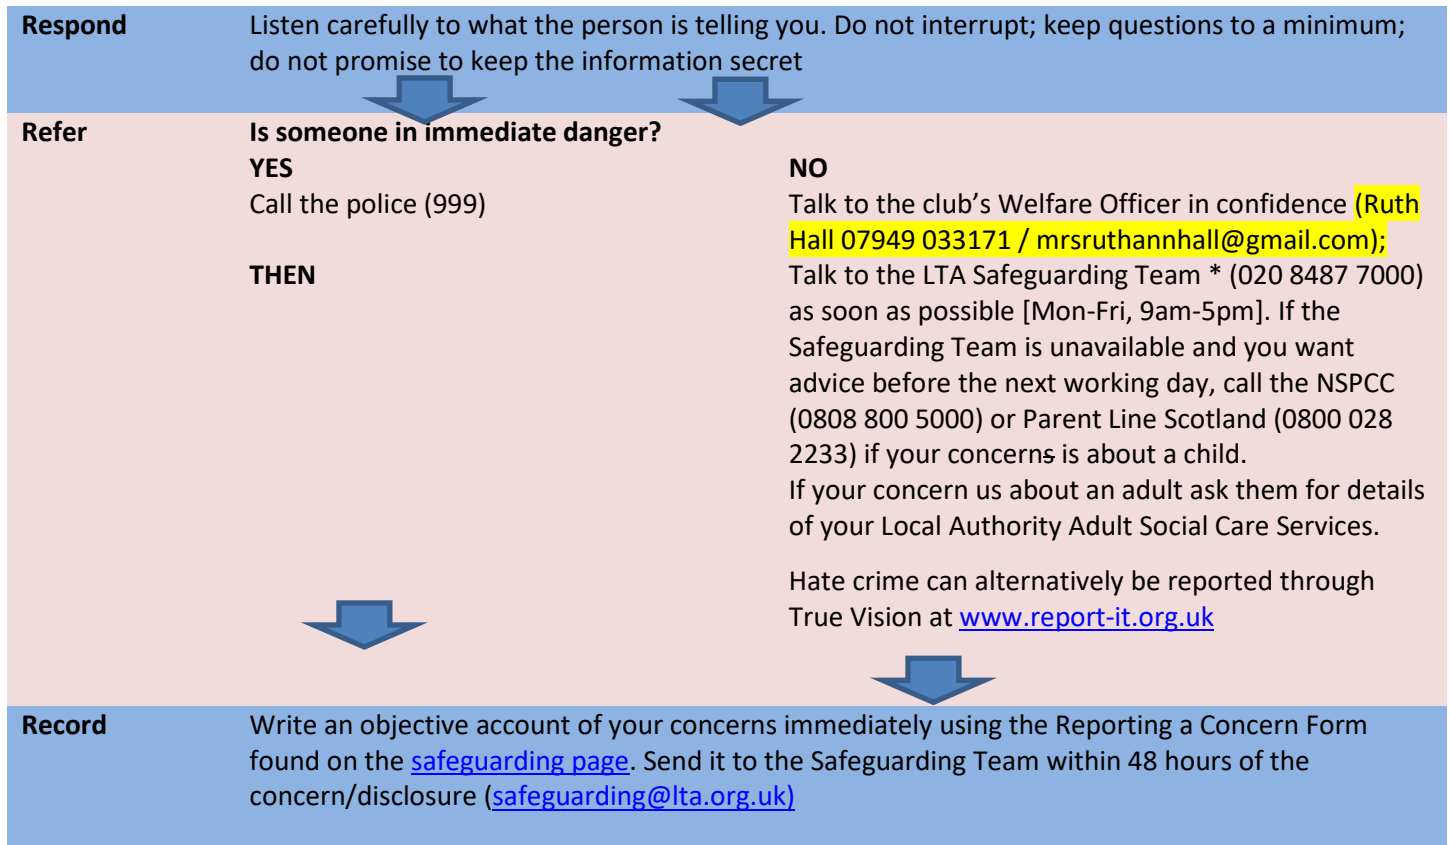 Respond
Listen carefully to what the person is telling you. Do not interrupt; keep questions to a minimum;
do not promise to keep the information secret
Refer
Is someone in immediate danger?
YES
Call the police (999)
THEN
NO
Talk to the club’s Welfare Officer in confidence (Ruth
Hall 07949 033171 / mrsruthannhall@gmail.com);
Talk to the LTA Safeguarding Team * (020 8487 7000)
as soon as possible [Mon-Fri, 9am-5pm]. If the
Safeguarding Team is unavailable and you want
advice before the next working day, call the NSPCC
(0808 800 5000) or Parent Line Scotland (0800 028
2233) if your concerns is about a child.
If your concern us about an adult ask them for details
of your Local Authority Adult Social Care Services.
Hate crime can alternatively be reported through
True Vision at www.report-it.org.uk
Record
Write an objective account of your concerns immediately using the Reporting a Concern Form
found on the safeguarding page. Send it to the Safeguarding Team within 48 hours of the
concern/disclosure (safeguarding@lta.org.uk)